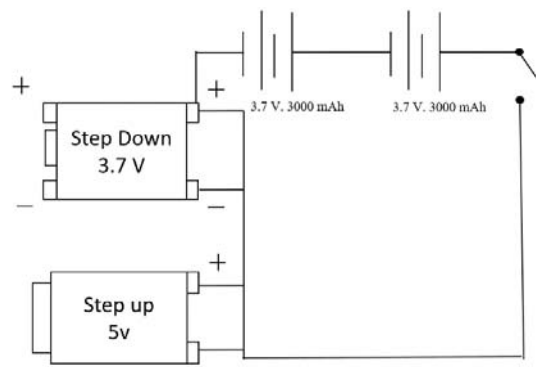 +
+
Step Down
3.7 V
3.7 V. 3000 mAh
3.7 V. 3000 mAh
—
—
+
Step up
5v